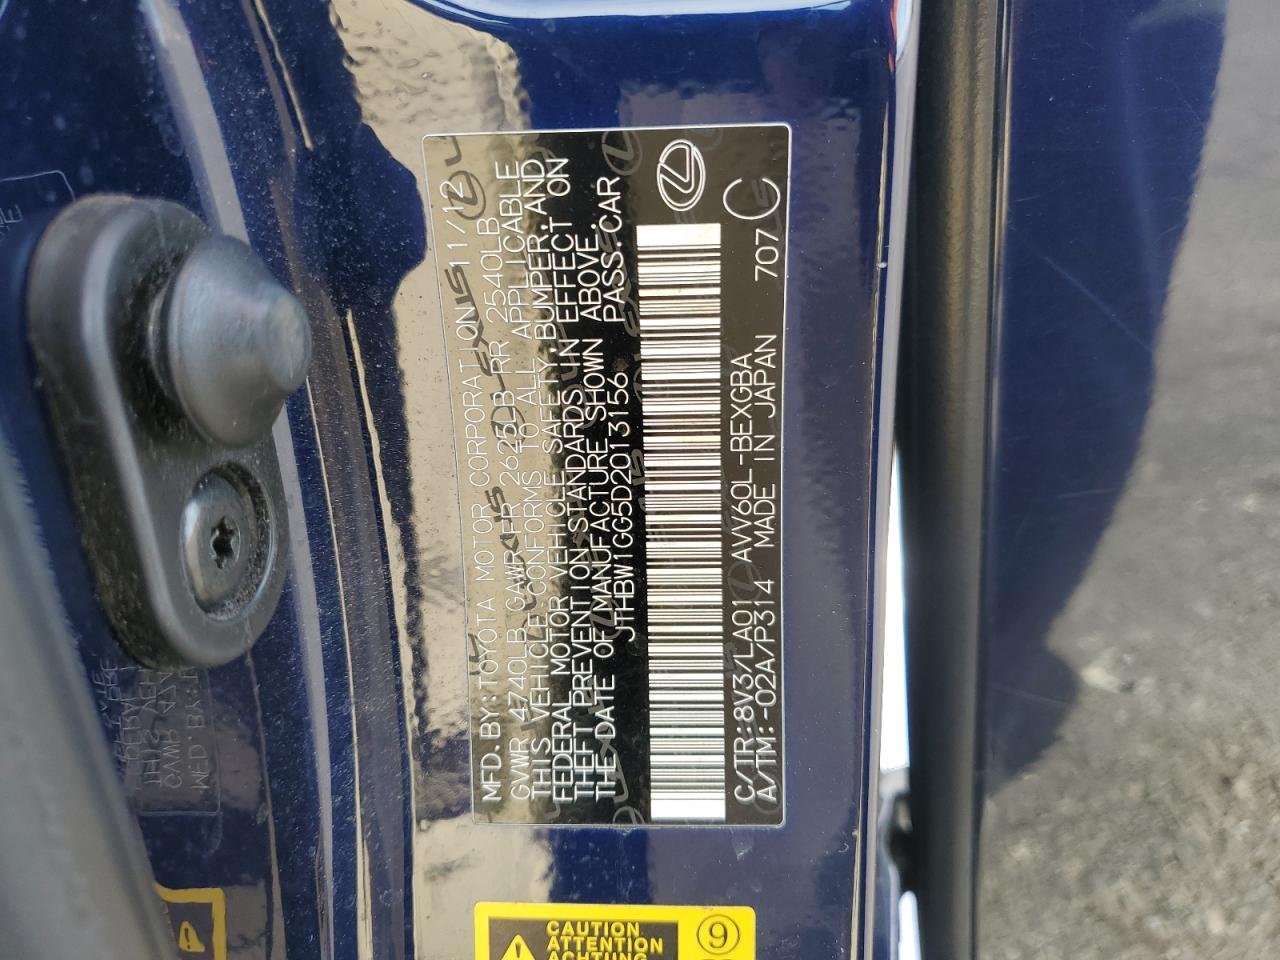 MFD. BY: TOYOTA MOTOR CORPORATION 11/12
GVWR 4740LB GAWR FR 2625LB RR 2540LB
THIS VEHICLE CONFORMS TO ALL APPLICABLE
FEDERAL MOTOR VEHICLE SAFETY, BUMPER, AND
THEFT PREVENTION STANDARDS IN EFFECT ON
THE DATE OF MANUFACTURE SHOWN ABOVE.
JTHBW1GG5D2013156 PASS. CAR
C/TR: 8V3/LA01 AVV60L-BEXGBA 707 C
A/TM: -02A/P314 MADE IN JAPAN
CAUTION
ATTENTION
ACHTUNG
9